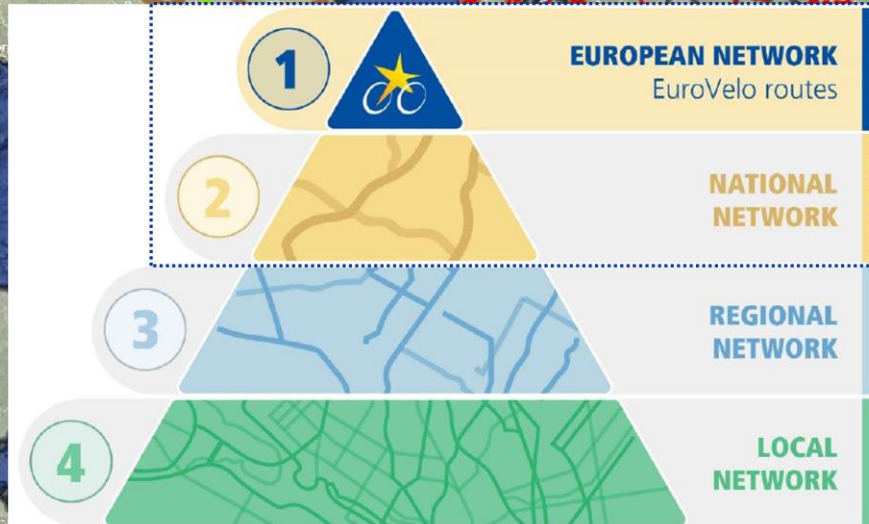 1
EUROPEAN NETWORK
EuroVelo routes
2
NATIONAL
NETWORK
3
REGIONAL
NETWORK
4
LOCAL
NETWORK